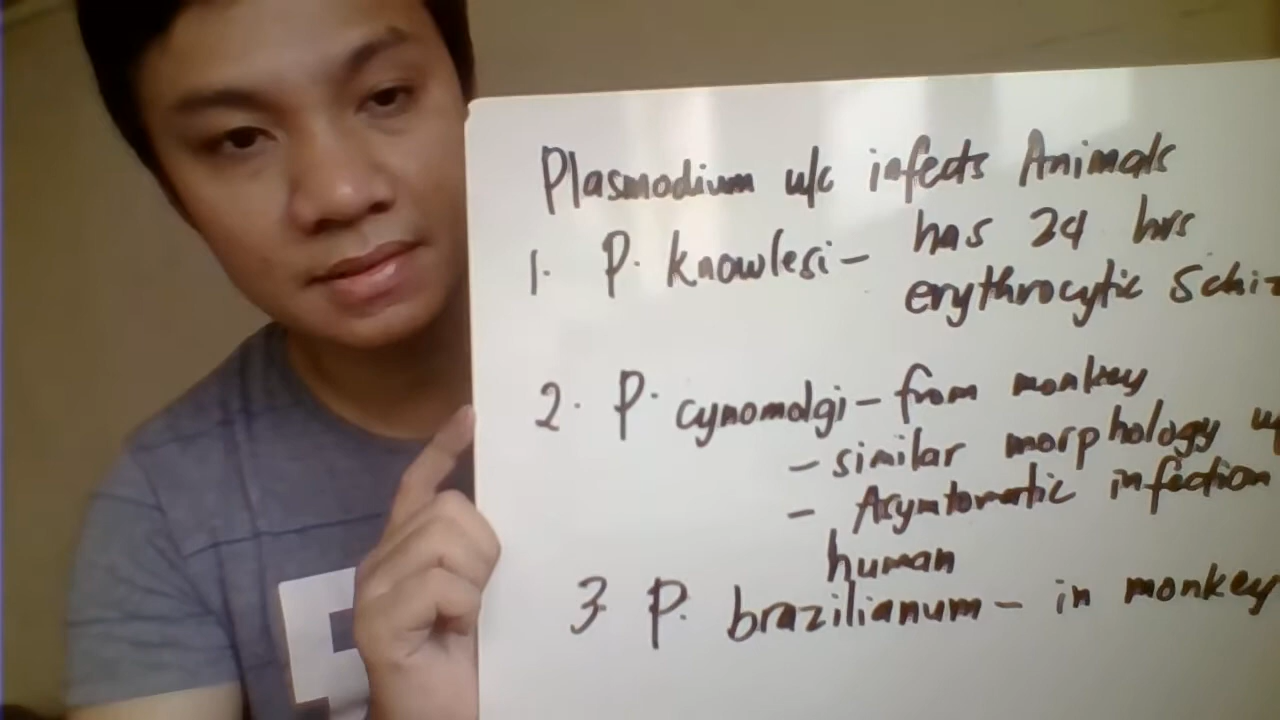 Plasmodium w/c infects Animals
1. P. knowlesi - has 24 hrs
erythrocytic Schi
2. P. cynomolgi - from monkey
- similar morphology w
- Asymtomatic infection
human
3. P. brazilianum - in monkey